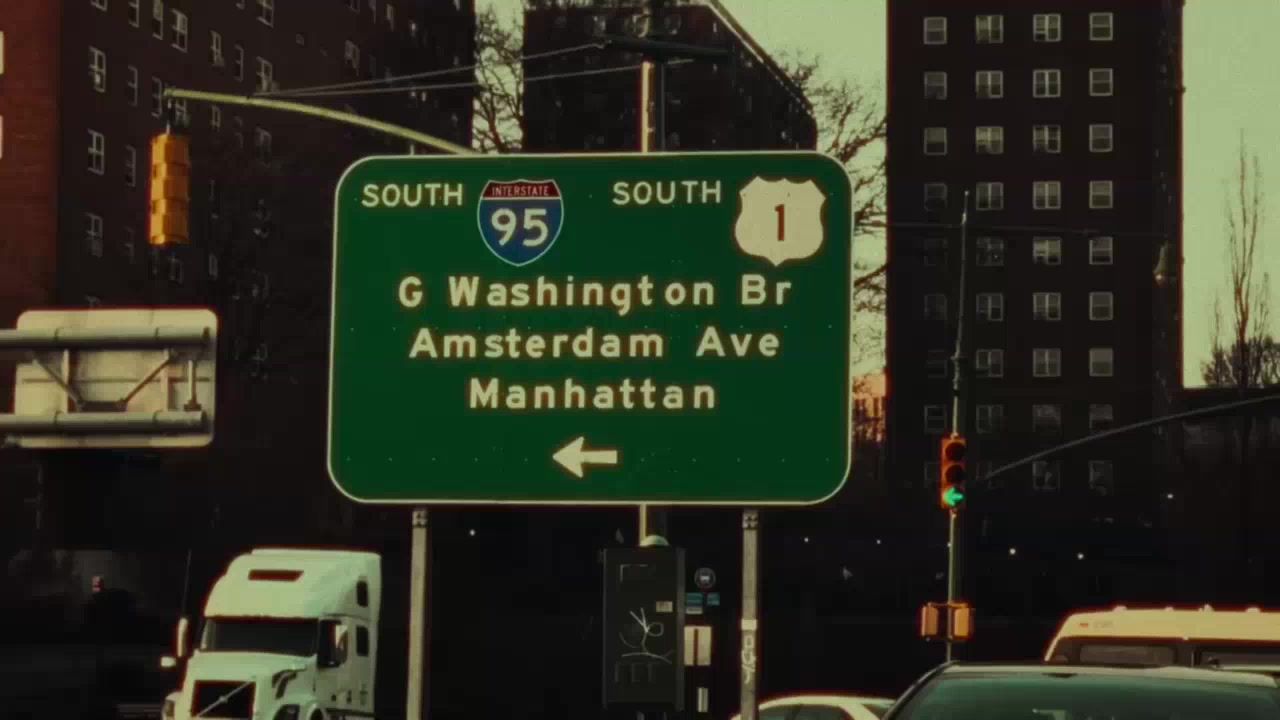 SOUTH INTERSTATE 95 SOUTH 1
G Washington Br
Amsterdam Ave
Manhattan